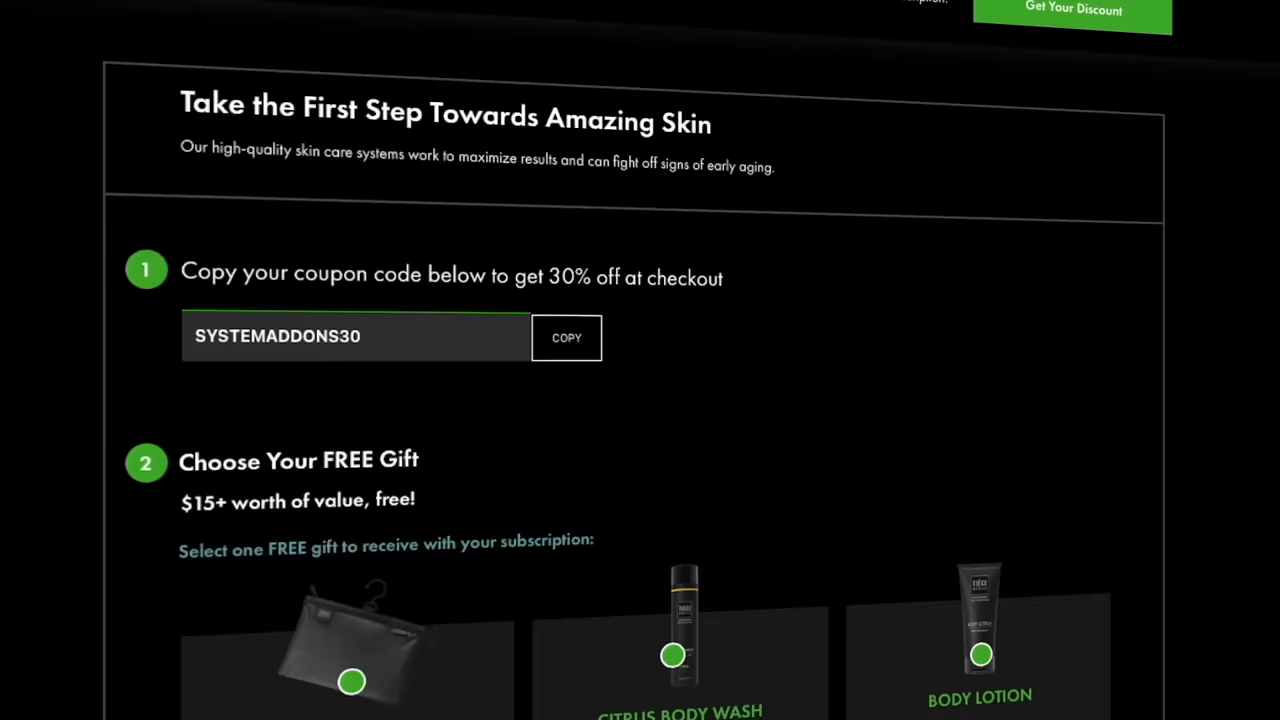 Get Your Discount
Take the First Step Towards Amazing Skin
Our high-quality skin care systems work to maximize results and can fight off signs of early aging.
1
Copy your coupon code below to get 30% off at checkout
SYSTEMADDONS30
COPY
2
Choose Your FREE Gift
$15+ worth of value, free!
Select one FREE gift to receive with your subscription:
CITRUS BODY WASH
BODY LOTION